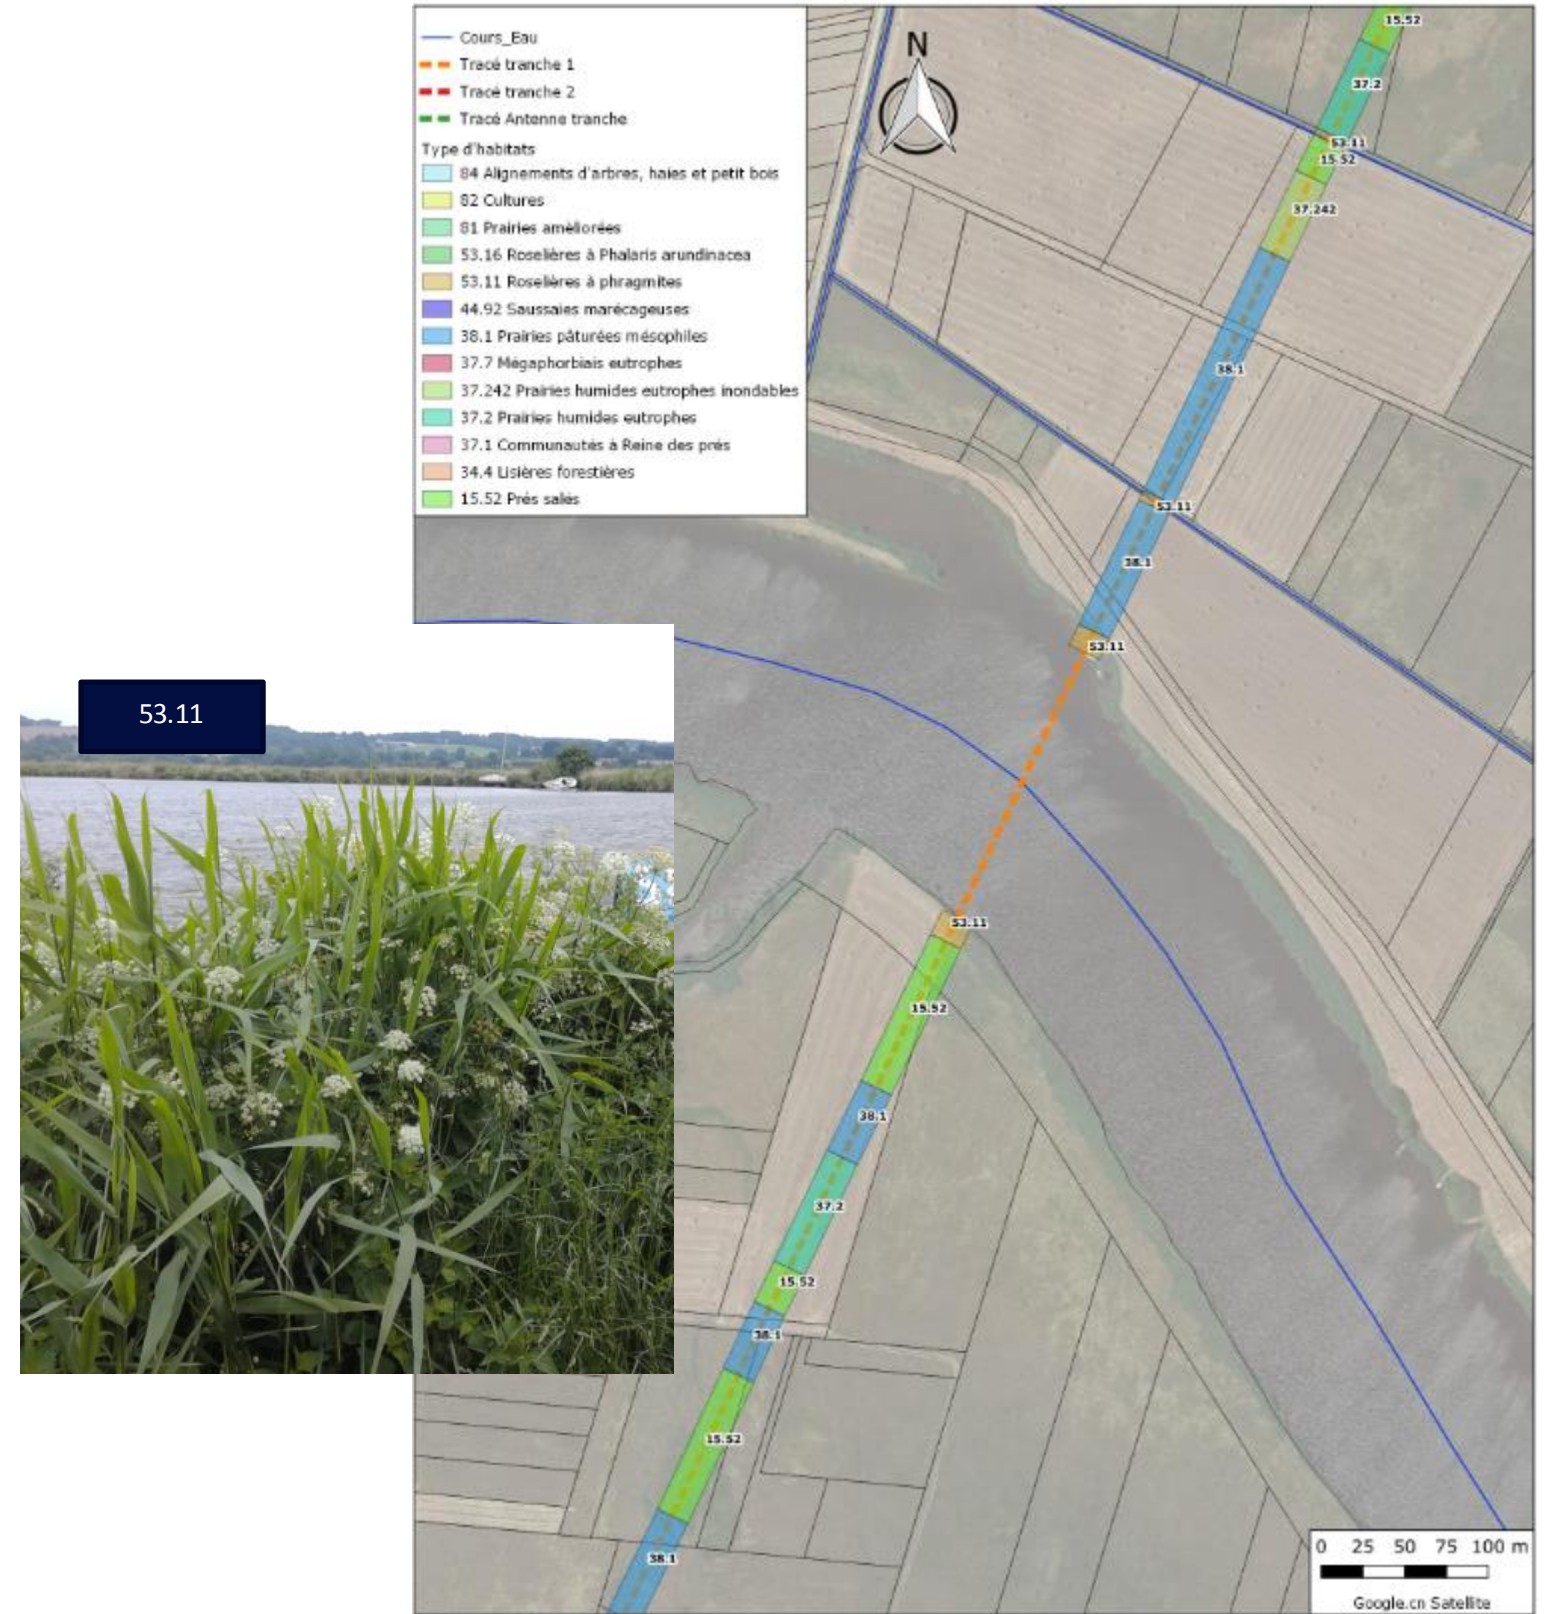 Cours_Eau
Tracé tranche 1
Tracé tranche 2
Tracé Antenne tranche
Type d'habitats
84 Alignements d'arbres, haies et petit bois
82 Cultures
81 Prairies améliorées
53.16 Roselières à Phalaris arundinacea
53.11 Roselières à phragmites
44.92 Saussaies marécageuses
38.1 Prairies pâturées mésophiles
37.7 Mégaphorbiais eutrophes
37.242 Prairies humides eutrophes inondables
37.2 Prairies humides eutrophes
37.1 Communautés à Reine des prés
34.4 Lisières forestières
15.52 Prés salés
N
15.52
37.2
53.11
15.52
37.242
38.1
53.11
38.1
53.11
53.11
53.11
15.52
38.1
37.2
15.52
38.1
15.52
38.1
0 25 50 75 100 m
Google.cn Satellite